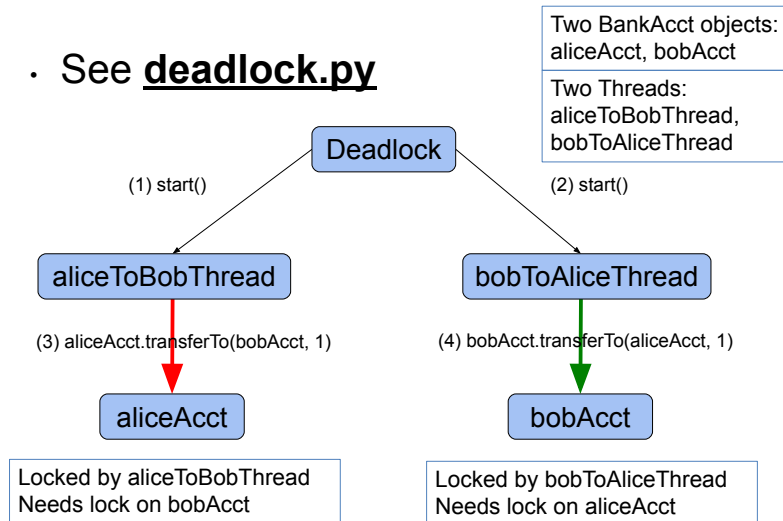 Two BankAcct objects:
aliceAcct, bobAcct
· See deadlock.py
Two Threads:
aliceToBobThread,
bobToAliceThread
Deadlock
(1) start()
(2) start()
aliceToBobThread
bobToAliceThread
(3) aliceAcct.transferTo(bobAcct, 1)
(4) bobAcct.transferTo(aliceAcct, 1)
aliceAcct
bobAcct
Locked by aliceToBobThread
Needs lock on bobAcct
Locked by bobToAliceThread
Needs lock on aliceAcct